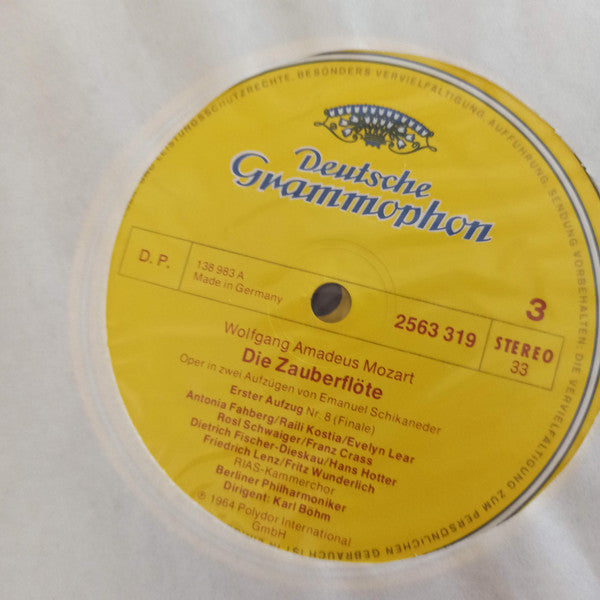 UND LEISTUNGSSCHUTZRECHTE, BESONDERS VERVIELFÄLTIGUNG, AUFFÜHRUNG, SENDUNG VORBEHALTEN: DIE VERVIELFÄLTIGUNG ZUM PERSÖNLICHEN GEBRAUCH IST
Deutsche
Grammophon
3
D. P.
138 983 A
Made in Germany
2563 319
STEREO
33
Wolfgang Amadeus Mozart
Die Zauberflöte
Oper in zwei Aufzügen von Emanuel Schikaneder
Erster Aufzug Nr. 8 (Finale)
Antonia Fahberg/Raili Kostia/Evelyn Lear
Rosl Schwaiger/Franz Crass
Dietrich Fischer-Dieskau/Hans Hotter
Friedrich Lenz/Fritz Wunderlich
RIAS-Kammerchor
Berliner Philharmoniker
Dirigent: Karl Böhm
℗ 1964 Polydor International
GmbH